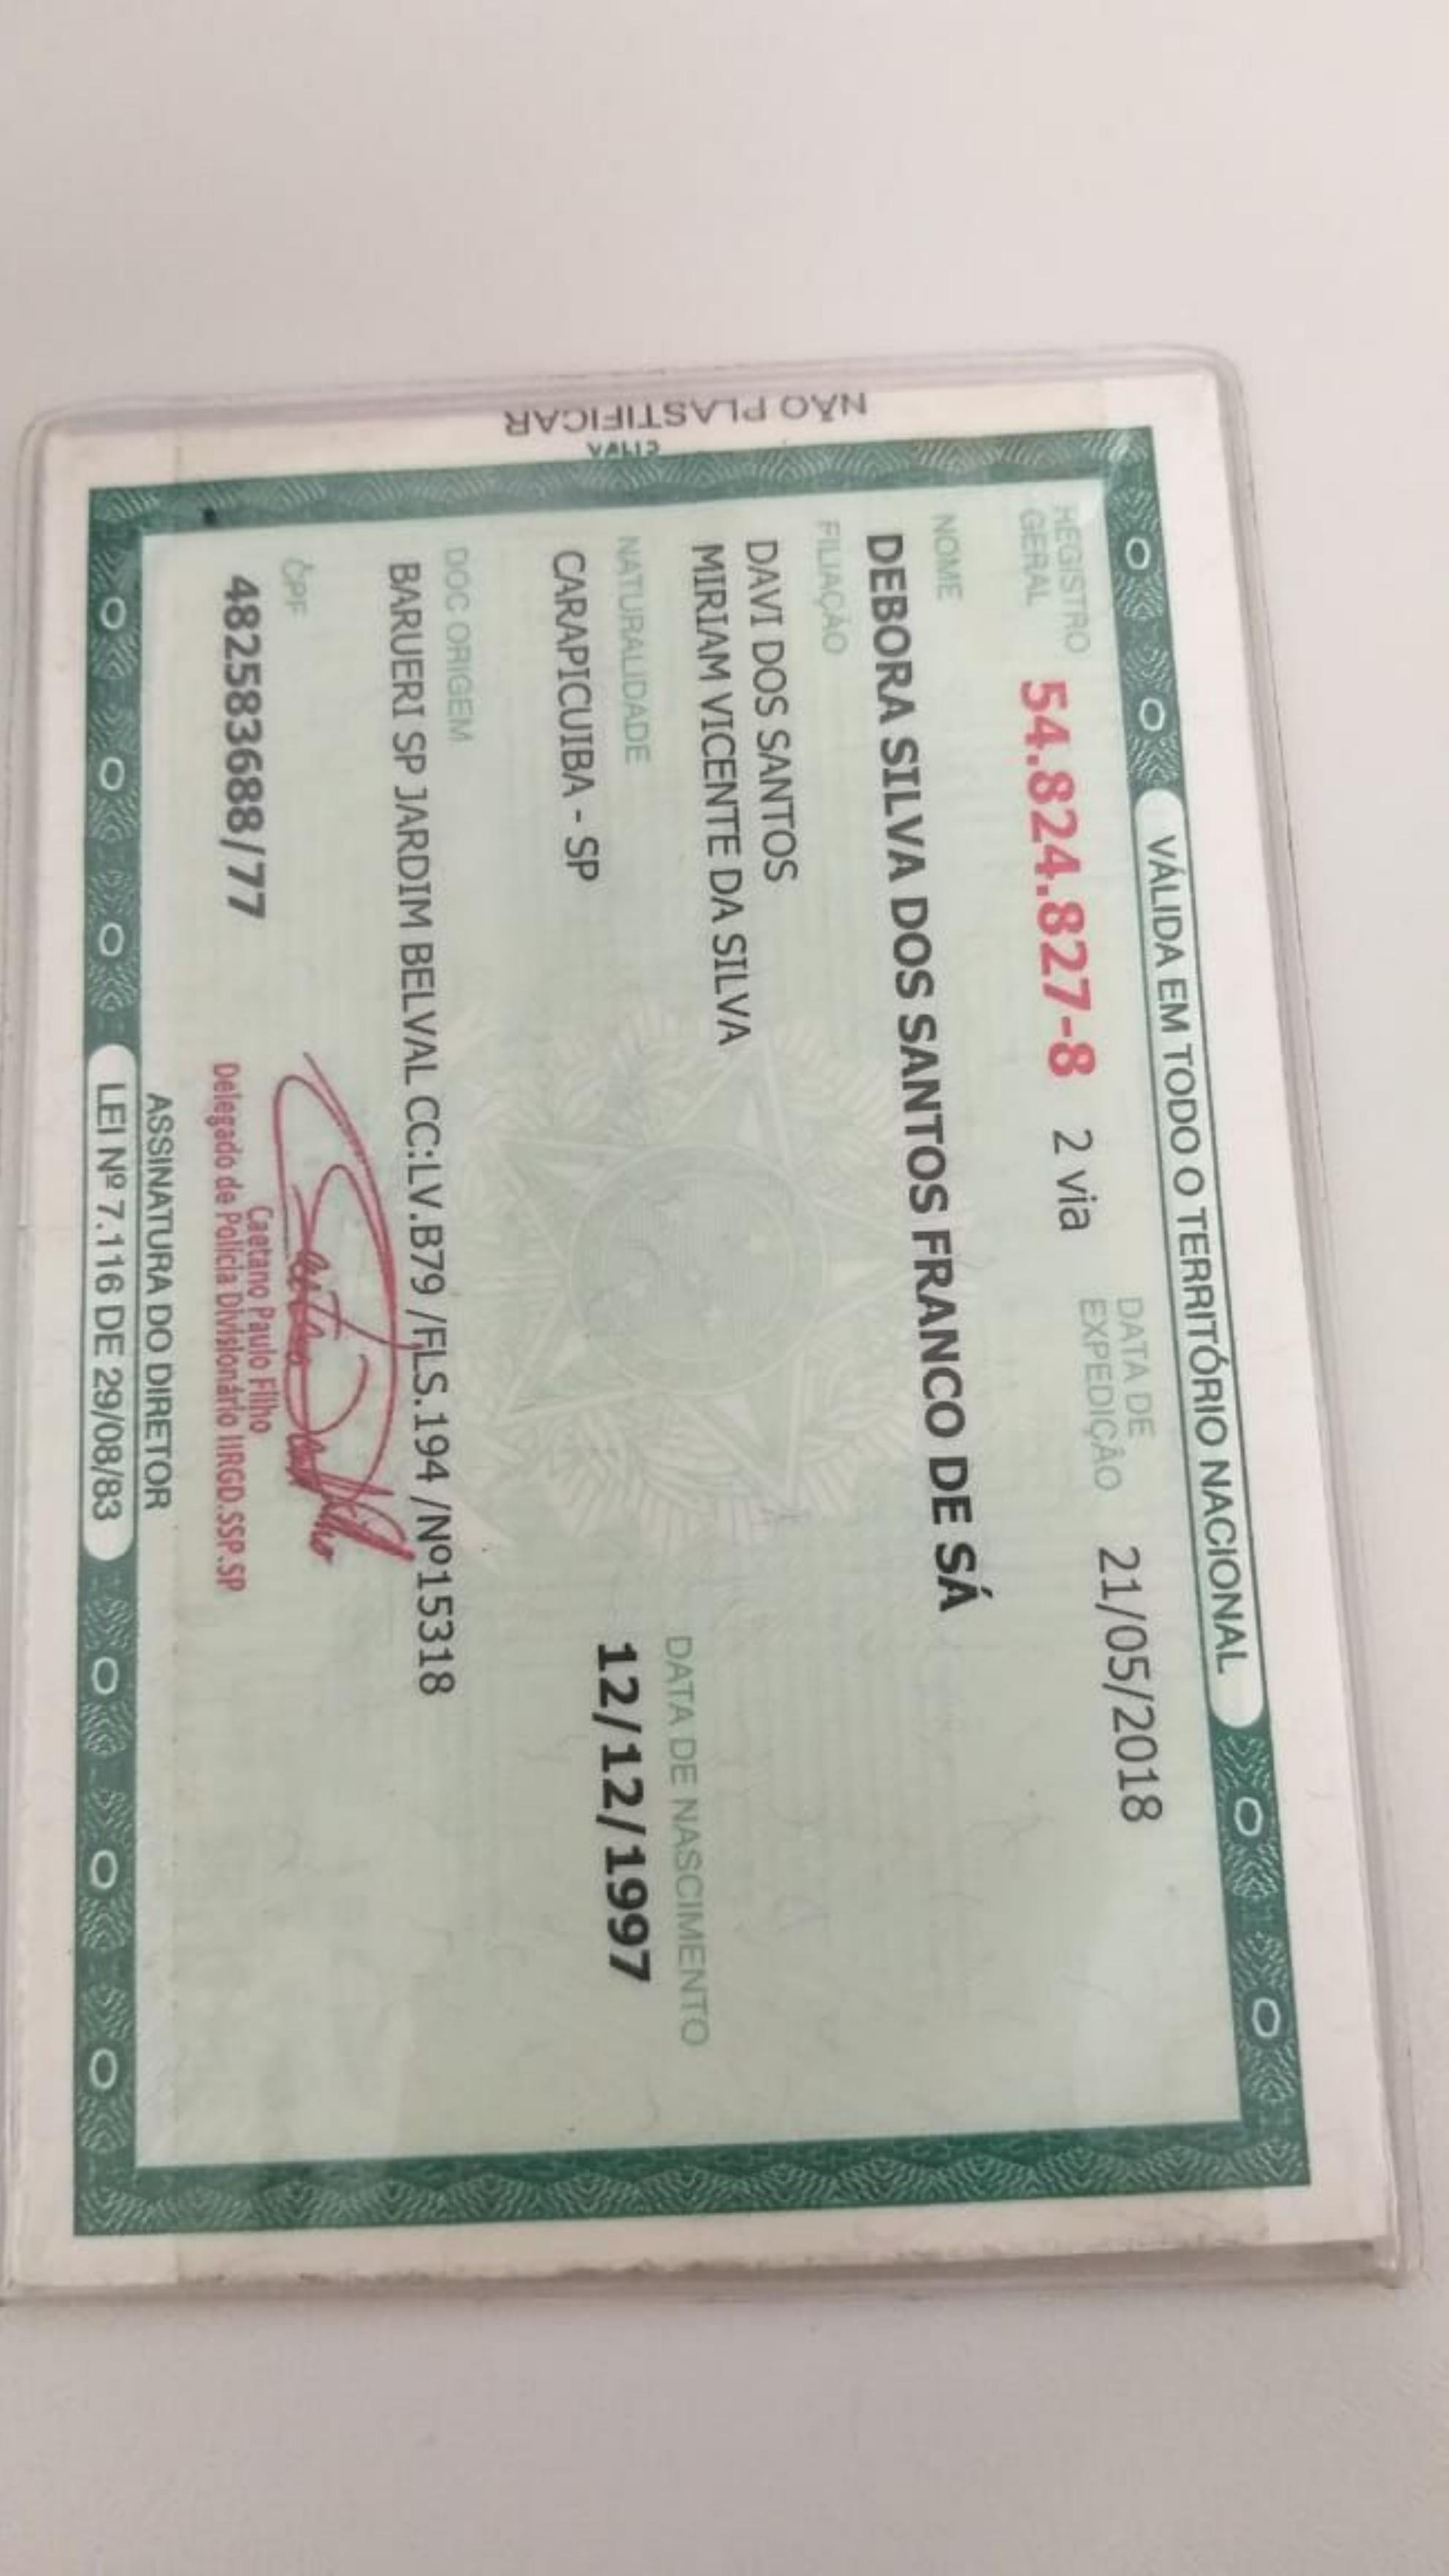 NÃO PLASTIFICAR
VÁLIDA EM TODO O TERRITÓRIO NACIONAL
REGISTRO GERAL 54.824.827-8 2 via DATA DE EXPEDIÇÃO 21/05/2018
NOME
DEBORA SILVA DOS SANTOS FRANCO DE SÁ
FILIAÇÃO
DAVI DOS SANTOS
MIRIAM VICENTE DA SILVA
NATURALIDADE DATA DE NASCIMENTO
CARAPICUIBA - SP 12/12/1997
DOC ORIGEM
BARUERI SP JARDIM BELVAL CC:LV.B79 /FLS.194 /Nº15318
CPF
482583688/77
Caetano Paulo Filho
Delegado de Polícia Divisionário IIRGD.SSP.SP
ASSINATURA DO DIRETOR
LEI Nº 7.116 DE 29/08/83